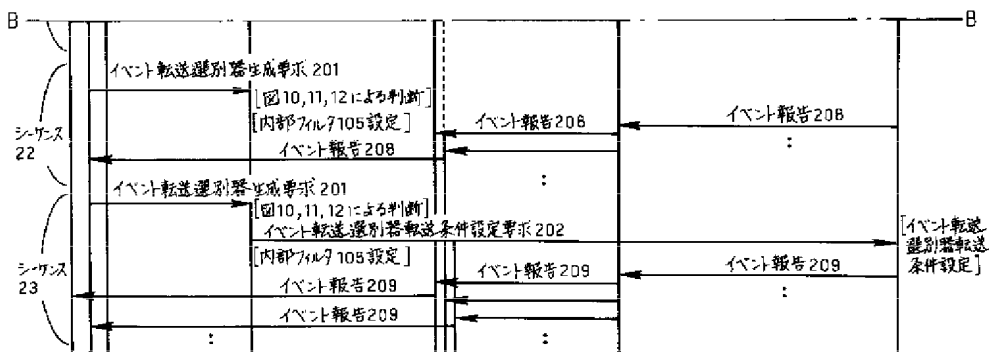 B B
イベント転送選別器生成要求 201
[図10,11,12による判断]
[内部フィルタ105設定]
イベント報告208
イベント報告208
イベント報告 208
シーケンス
22
イベント転送選別器生成要求 201
[図10,11,12による判断]
イベント転送選別器転送条件設定要求 202
[イベント転送
選別器転送
条件設定]
[内部フィルタ105設定]
シーケンス
23
イベント報告209
イベント報告209
イベント報告209
イベント報告209